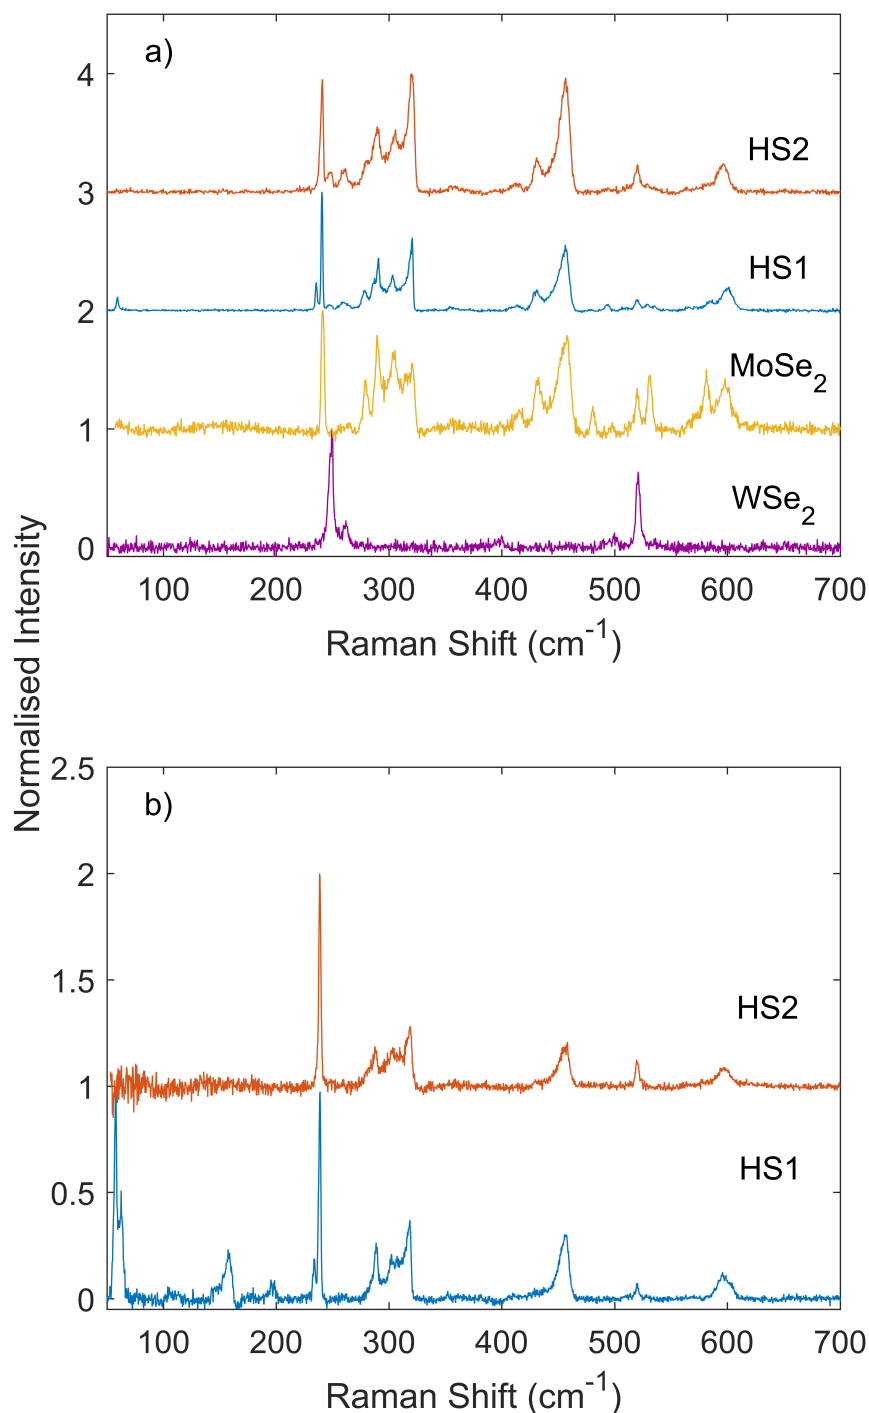 a)
4
HS2
3
HS1
2
MoSe2
1
WSe2
0
100 200 300 400 500 600 700
Raman Shift (cm-1)
Normalised Intensity
2.5
b)
2
1.5
HS2
1
HS1
0.5
0
100 200 300 400 500 600 700
Raman Shift (cm-1)